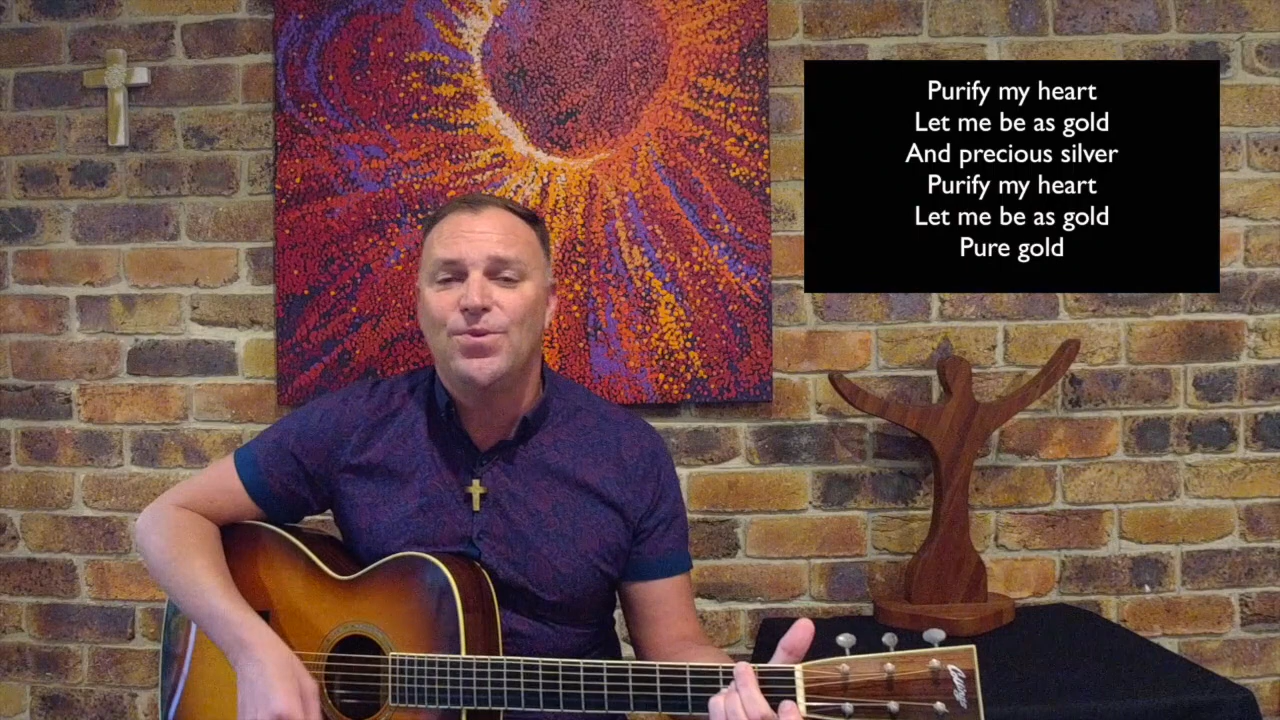 Purify my heart
Let me be as gold
And precious silver
Purify my heart
Let me be as gold
Pure gold